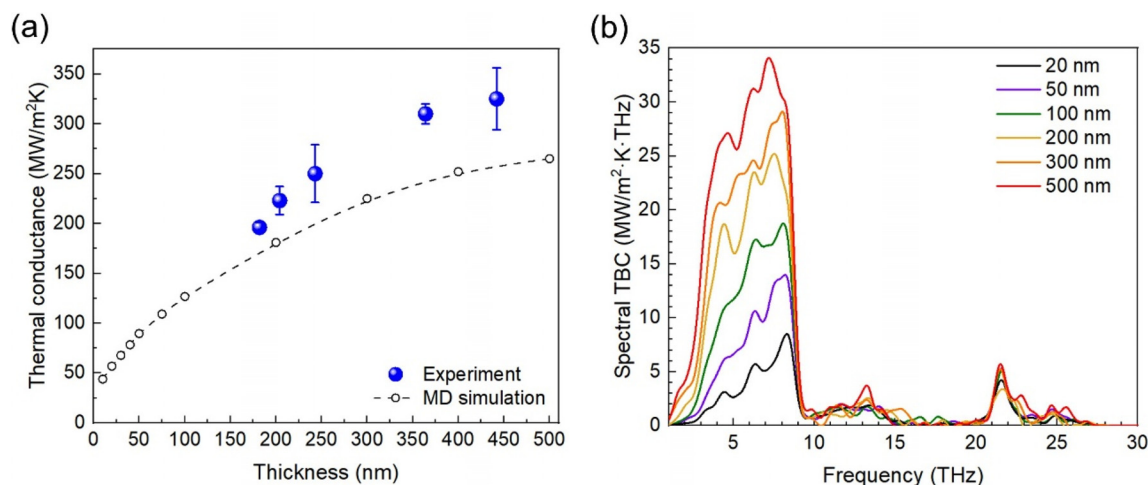 (a)
Thermal conductance (MW/m²K)
350
300
250
200
150
100
50
0
0 50 100 150 200 250 300 350 400 450 500
Thickness (nm)
Experiment
MD simulation
(b)
Spectral TBC (MW/m²·K·THz)
35
30
25
20
15
10
5
0
5 10 15 20 25 30
Frequency (THz)
20 nm
50 nm
100 nm
200 nm
300 nm
500 nm